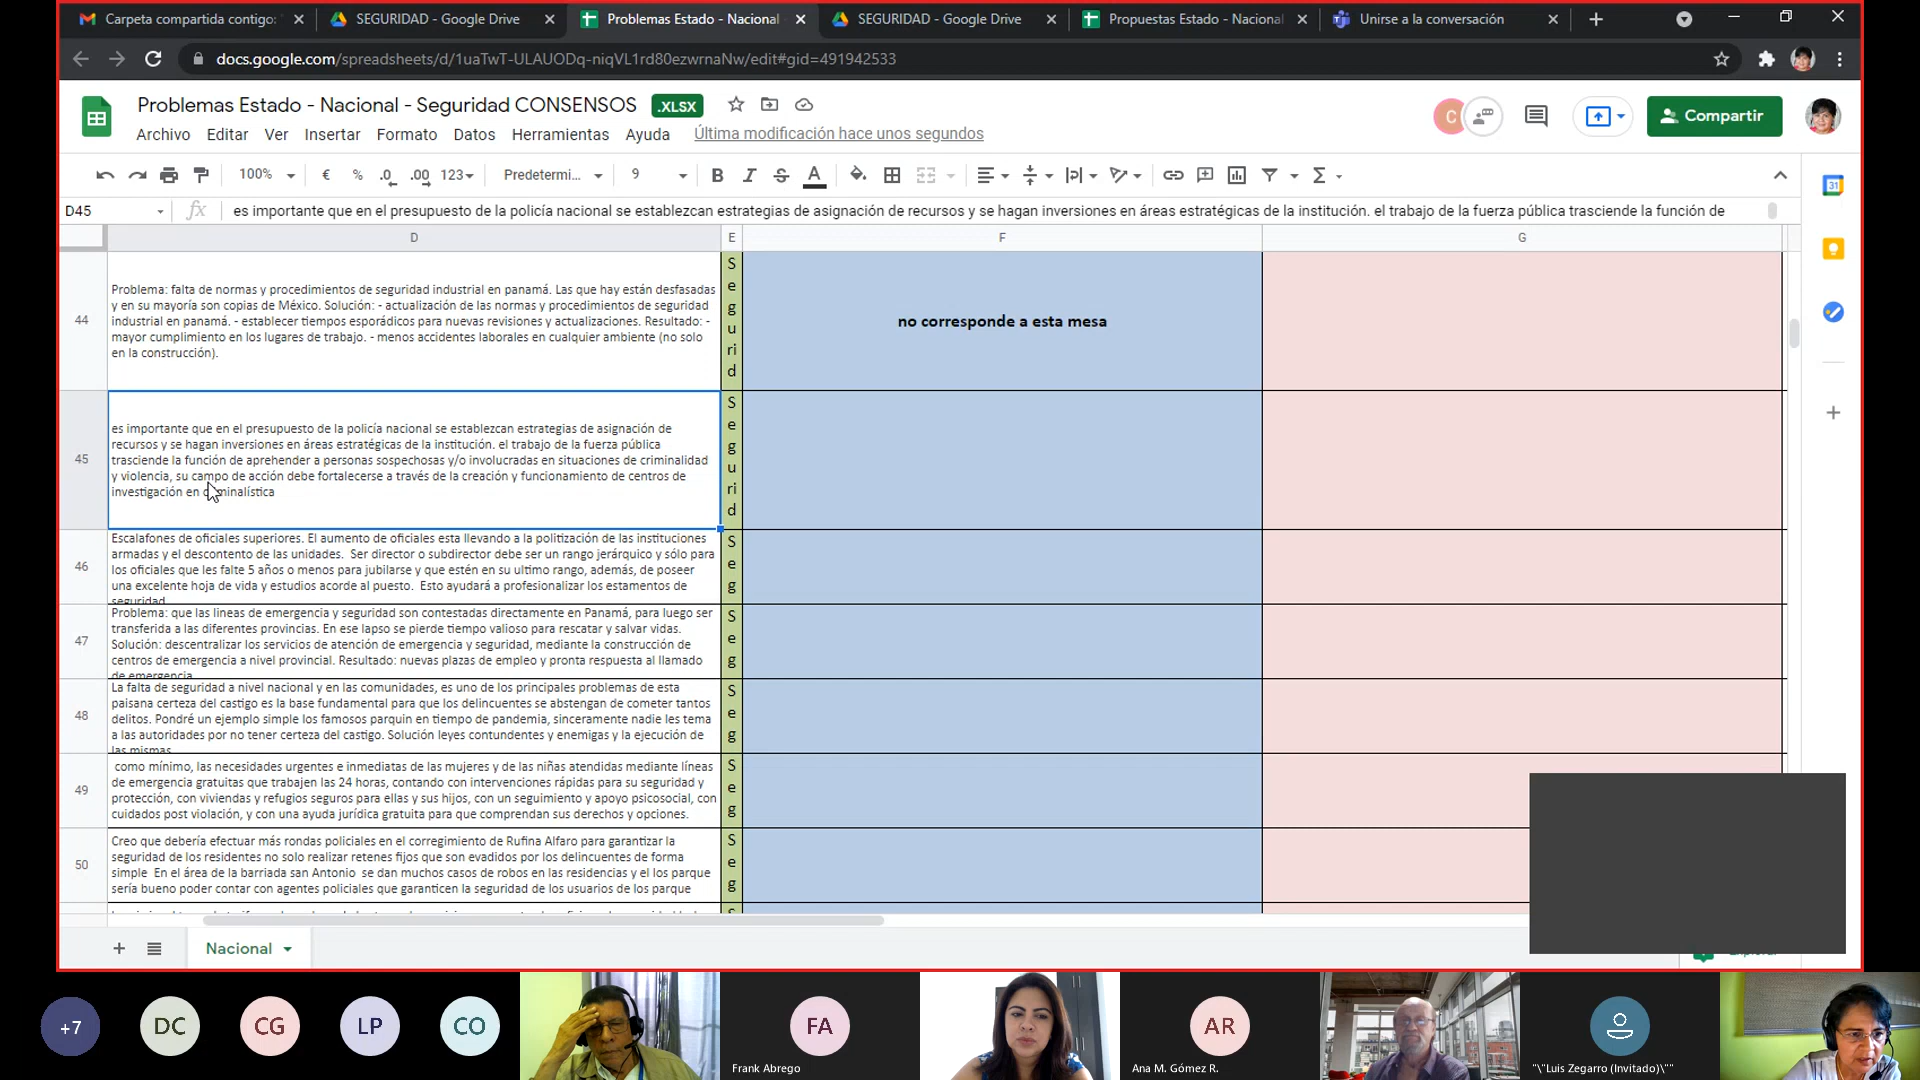 Carpeta compartida contigo:
SEGURIDAD - Google Drive
Problemas Estado - Nacional -
SEGURIDAD - Google Drive
Propuestas Estado - Nacional
Unirse a la conversación
docs.google.com/spreadsheets/d/1uaTwT-ULAUODq-niqVL1rd80ezwrnaNw/edit#gid=491942533
Problemas Estado - Nacional - Seguridad CONSENSOS .XLSX
Archivo Editar Ver Insertar Formato Datos Herramientas Ayuda Última modificación hace unos segundos
C
Compartir
100% € % .0 .00 123 Predetermi... 9 B I S A Σ
31
D45 fx es importante que en el presupuesto de la policía nacional se establezcan estrategias de asignación de recursos y se hagan inversiones en áreas estratégicas de la institución. el trabajo de la fuerza pública trasciende la función de
D E F G
44
Problema: falta de normas y procedimientos de seguridad industrial en panamá. Las que hay están desfasadas
y en su mayoría son copias de México. Solución: - actualización de las normas y procedimientos de seguridad
industrial en panamá. - establecer tiempos esporádicos para nuevas revisiones y actualizaciones. Resultado: -
mayor cumplimiento en los lugares de trabajo. - menos accidentes laborales en cualquier ambiente (no solo
en la construcción).
S
e
g
u
ri
d
no corresponde a esta mesa
45
es importante que en el presupuesto de la policía nacional se establezcan estrategias de asignación de
recursos y se hagan inversiones en áreas estratégicas de la institución. el trabajo de la fuerza pública
trasciende la función de aprehender a personas sospechosas y/o involucradas en situaciones de criminalidad
y violencia, su campo de acción debe fortalecerse a través de la creación y funcionamiento de centros de
investigación en criminalística
S
e
g
u
ri
d
46
Escalafones de oficiales superiores. El aumento de oficiales esta llevando a la politización de las instituciones
armadas y el descontento de las unidades. Ser director o subdirector debe ser un rango jerárquico y sólo para
los oficiales que les falte 5 años o menos para jubilarse y que estén en su ultimo rango, además, de poseer
una excelente hoja de vida y estudios acorde al puesto. Esto ayudará a profesionalizar los estamentos de
seguridad
S
e
g
47
Problema: que las lineas de emergencia y seguridad son contestadas directamente en Panamá, para luego ser
transferida a las diferentes provincias. En ese lapso se pierde tiempo valioso para rescatar y salvar vidas.
Solución: descentralizar los servicios de atención de emergencia y seguridad, mediante la construcción de
centros de emergencia a nivel provincial. Resultado: nuevas plazas de empleo y pronta respuesta al llamado
de emergencia
S
e
g
48
La falta de seguridad a nivel nacional y en las comunidades, es uno de los principales problemas de esta
paisana certeza del castigo es la base fundamental para que los delincuentes se abstengan de cometer tantos
delitos. Pondré un ejemplo simple los famosos parquin en tiempo de pandemia, sinceramente nadie les tema
a las autoridades por no tener certeza del castigo. Solución leyes contundentes y enemigas y la ejecución de
las mismas
S
e
g
49
como mínimo, las necesidades urgentes e inmediatas de las mujeres y de las niñas atendidas mediante líneas
de emergencia gratuitas que trabajen las 24 horas, contando con intervenciones rápidas para su seguridad y
protección, con viviendas y refugios seguros para ellas y sus hijos, con un seguimiento y apoyo psicosocial, con
cuidados post violación, y con una ayuda jurídica gratuita para que comprendan sus derechos y opciones.
S
e
g
50
Creo que debería efectuar más rondas policiales en el corregimiento de Rufina Alfaro para garantizar la
seguridad de los residentes no solo realizar retenes fijos que son evadidos por los delincuentes de forma
simple En el área de la barriada san Antonio se dan muchos casos de robos en las residencias y el los parque
sería bueno poder contar con agentes policiales que garanticen la seguridad de los usuarios de los parque
S
e
g
Nacional
+7
DC
CG
LP
CO
FA
Frank Abrego
AR
Ana M. Gómez R.
"\"Luis Zegarro (Invitado)\""